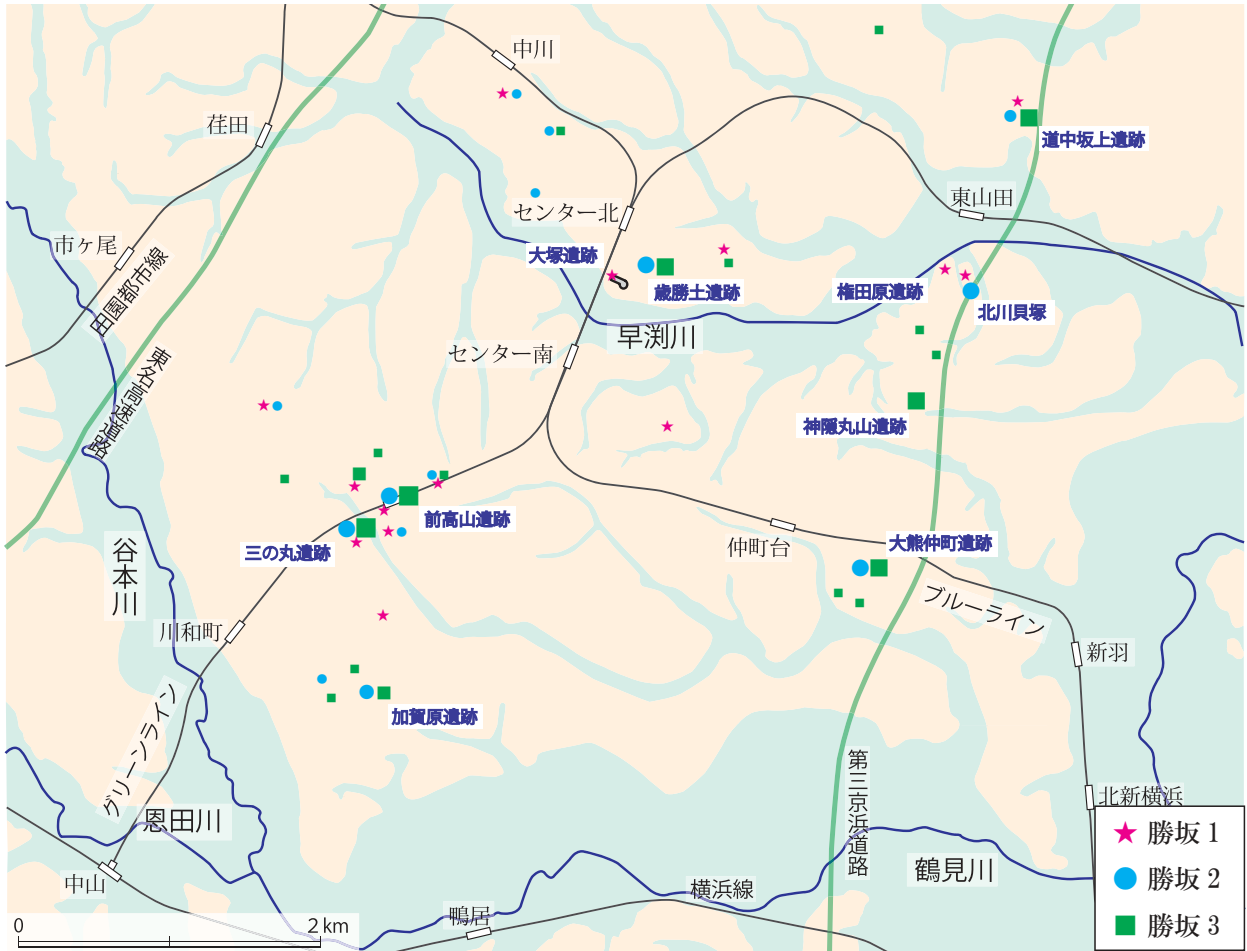 中川
荏田
道中坂上遺跡
東山田
センター北
市ヶ尾
大塚遺跡
田園都市線
歳勝土遺跡
権田原遺跡
北川貝塚
早渕川
センター南
東名高速道路
神隠丸山遺跡
前高山遺跡
三の丸遺跡
仲町台
大熊仲町遺跡
谷本川
ブルーライン
川和町
新羽
加賀原遺跡
グリーンライン
第三京浜道路
北新横浜
恩田川
勝坂 1
勝坂 2
勝坂 3
鶴見川
中山
横浜線
鴨居
0 2 km